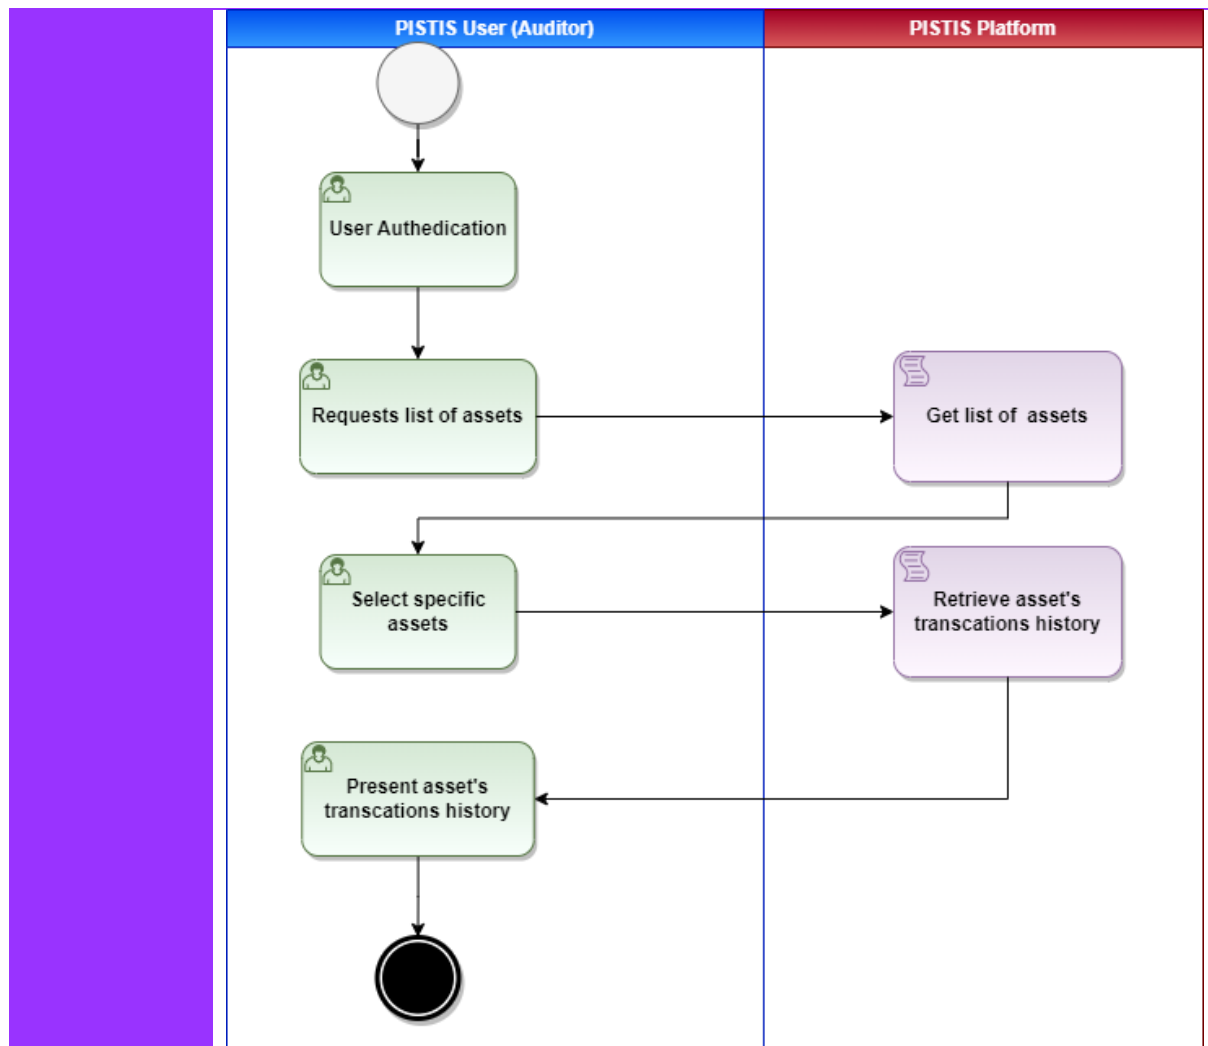 PISTIS User (Auditor)
PISTIS Platform
User Authedication
Requests list of assets
Get list of assets
Select specific
assets
Retrieve asset's
transcations history
Present asset's
transcations history